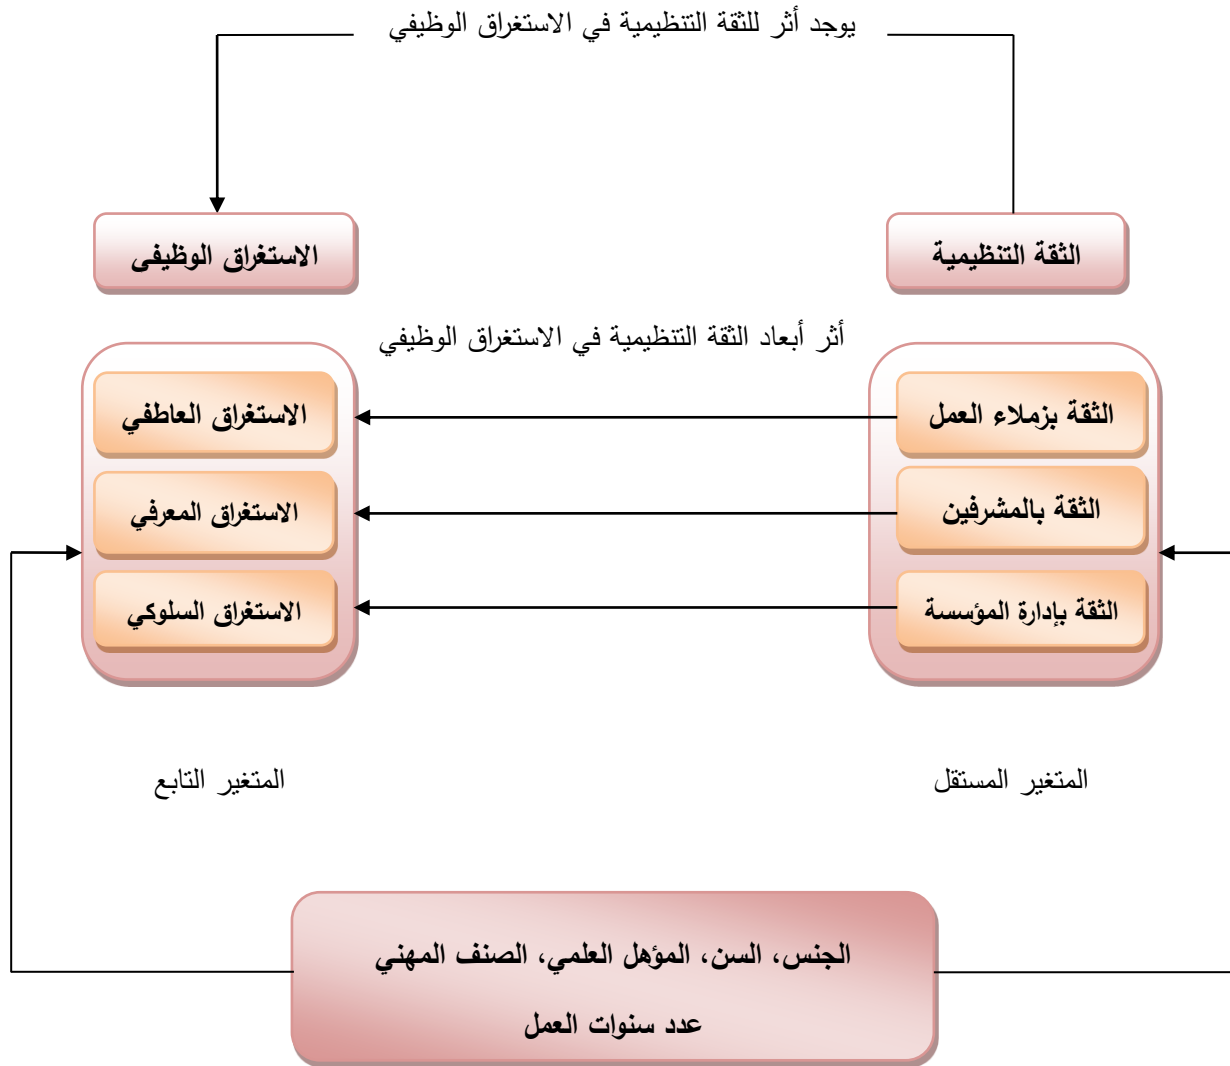 يوجد أثر للثقة التنظيمية في الاستغراق الوظيفي
الثقة التنظيمية
الاستغراق الوظيفي
أثر أبعاد الثقة التنظيمية في الاستغراق الوظيفي
الثقة بزملاء العمل
الاستغراق العاطفي
الثقة بالمشرفين
الاستغراق المعرفي
الثقة بإدارة المؤسسة
الاستغراق السلوكي
المتغير المستقل
المتغير التابع
الجنس، السن، المؤهل العلمي، الصنف المهني
عدد سنوات العمل